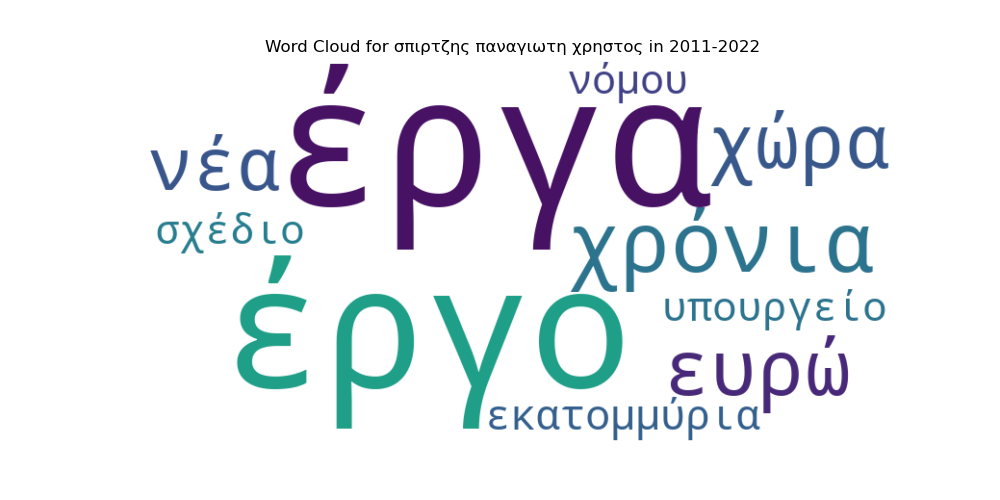 Word Cloud for σπιρτζης παναγιωτη χρηστος in 2011-2022
νόμου
έργα
χώρα
νέα
σχέδιο
χρόνια
έργο
υπουργείο
ευρώ
εκατομμύρια